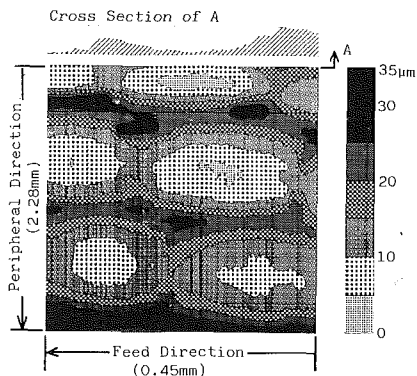 Cross Section of A
A
35μm
30
20
10
0
Peripheral Direction
(2.28mm)
Feed Direction
(0.45mm)